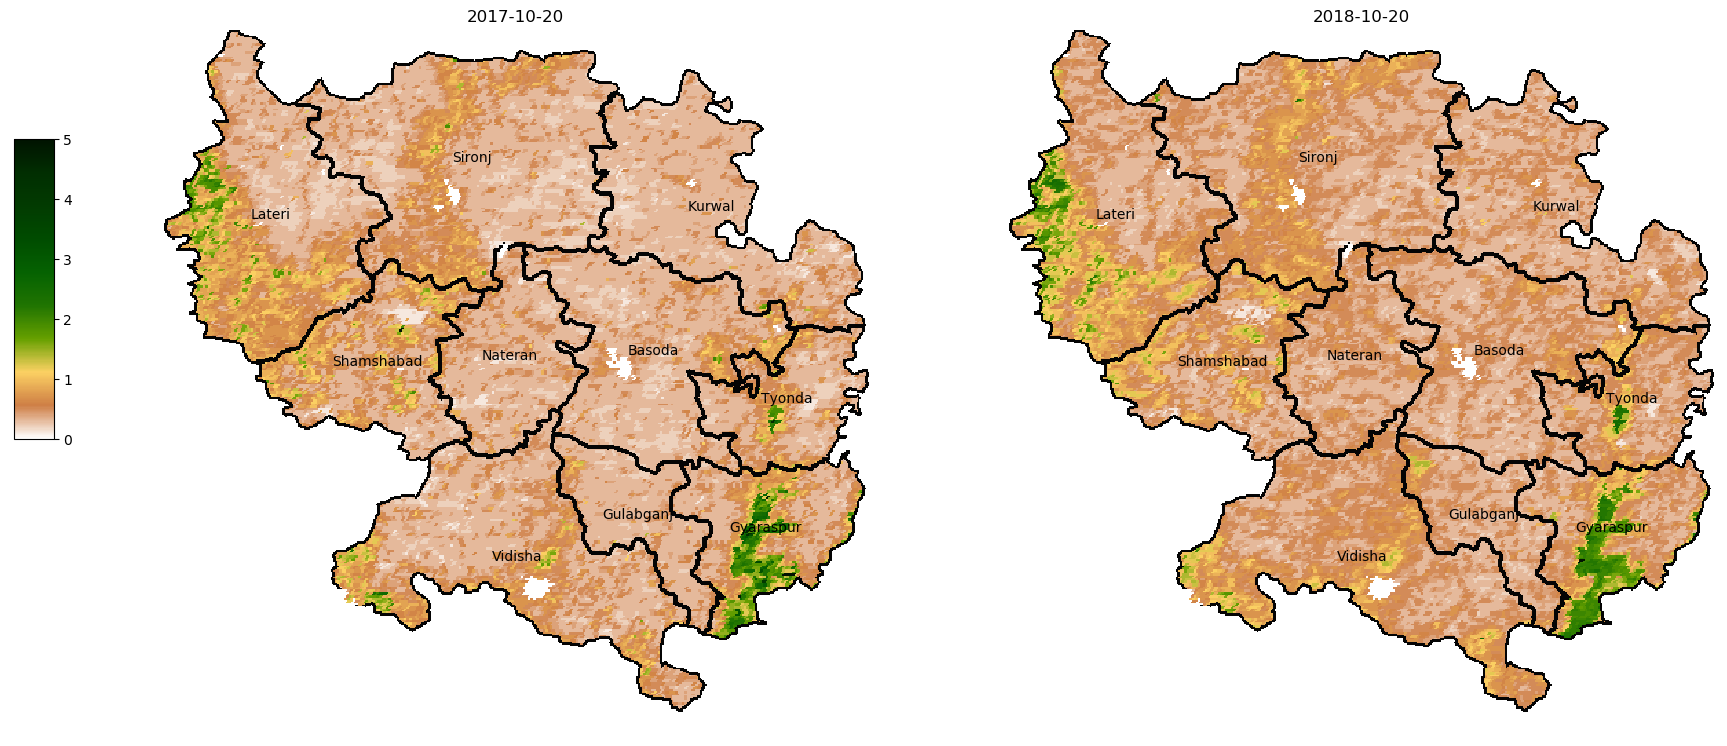 2017-10-20
2018-10-20
5
4
3
2
1
0
Sironj
Kurwal
Lateri
Shamshabad
Nateran
Basoda
Tyonda
Gulabganj
Gyaraspur
Vidisha
Sironj
Kurwal
Lateri
Shamshabad
Nateran
Basoda
Tyonda
Gulabganj
Gyaraspur
Vidisha